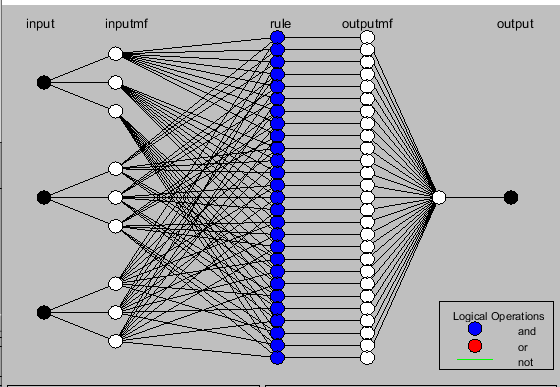 input inputmf rule outputmf output
Logical Operations
and
or
not